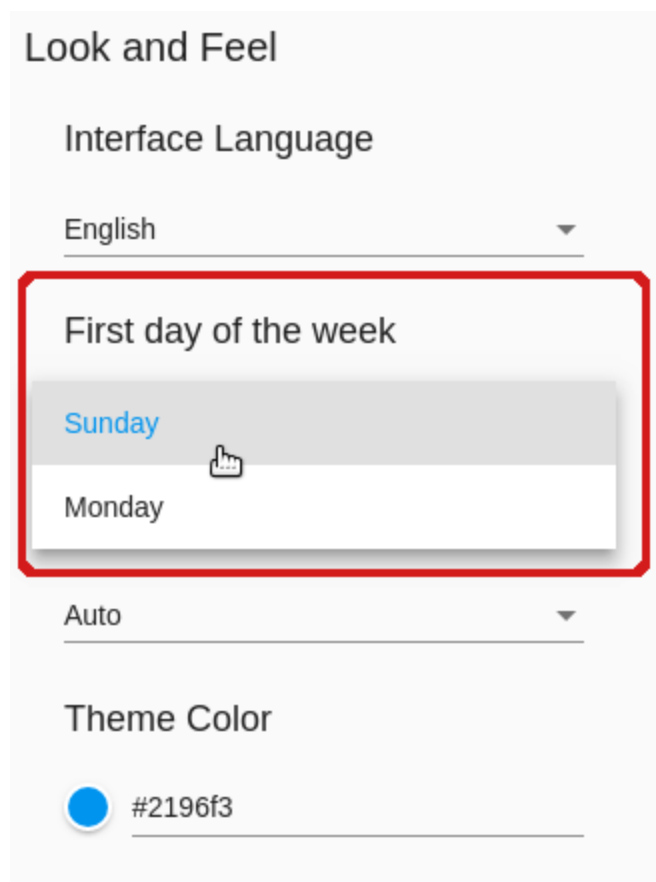 Look and Feel
Interface Language
English
First day of the week
Sunday
Monday
Auto
Theme Color
#2196f3